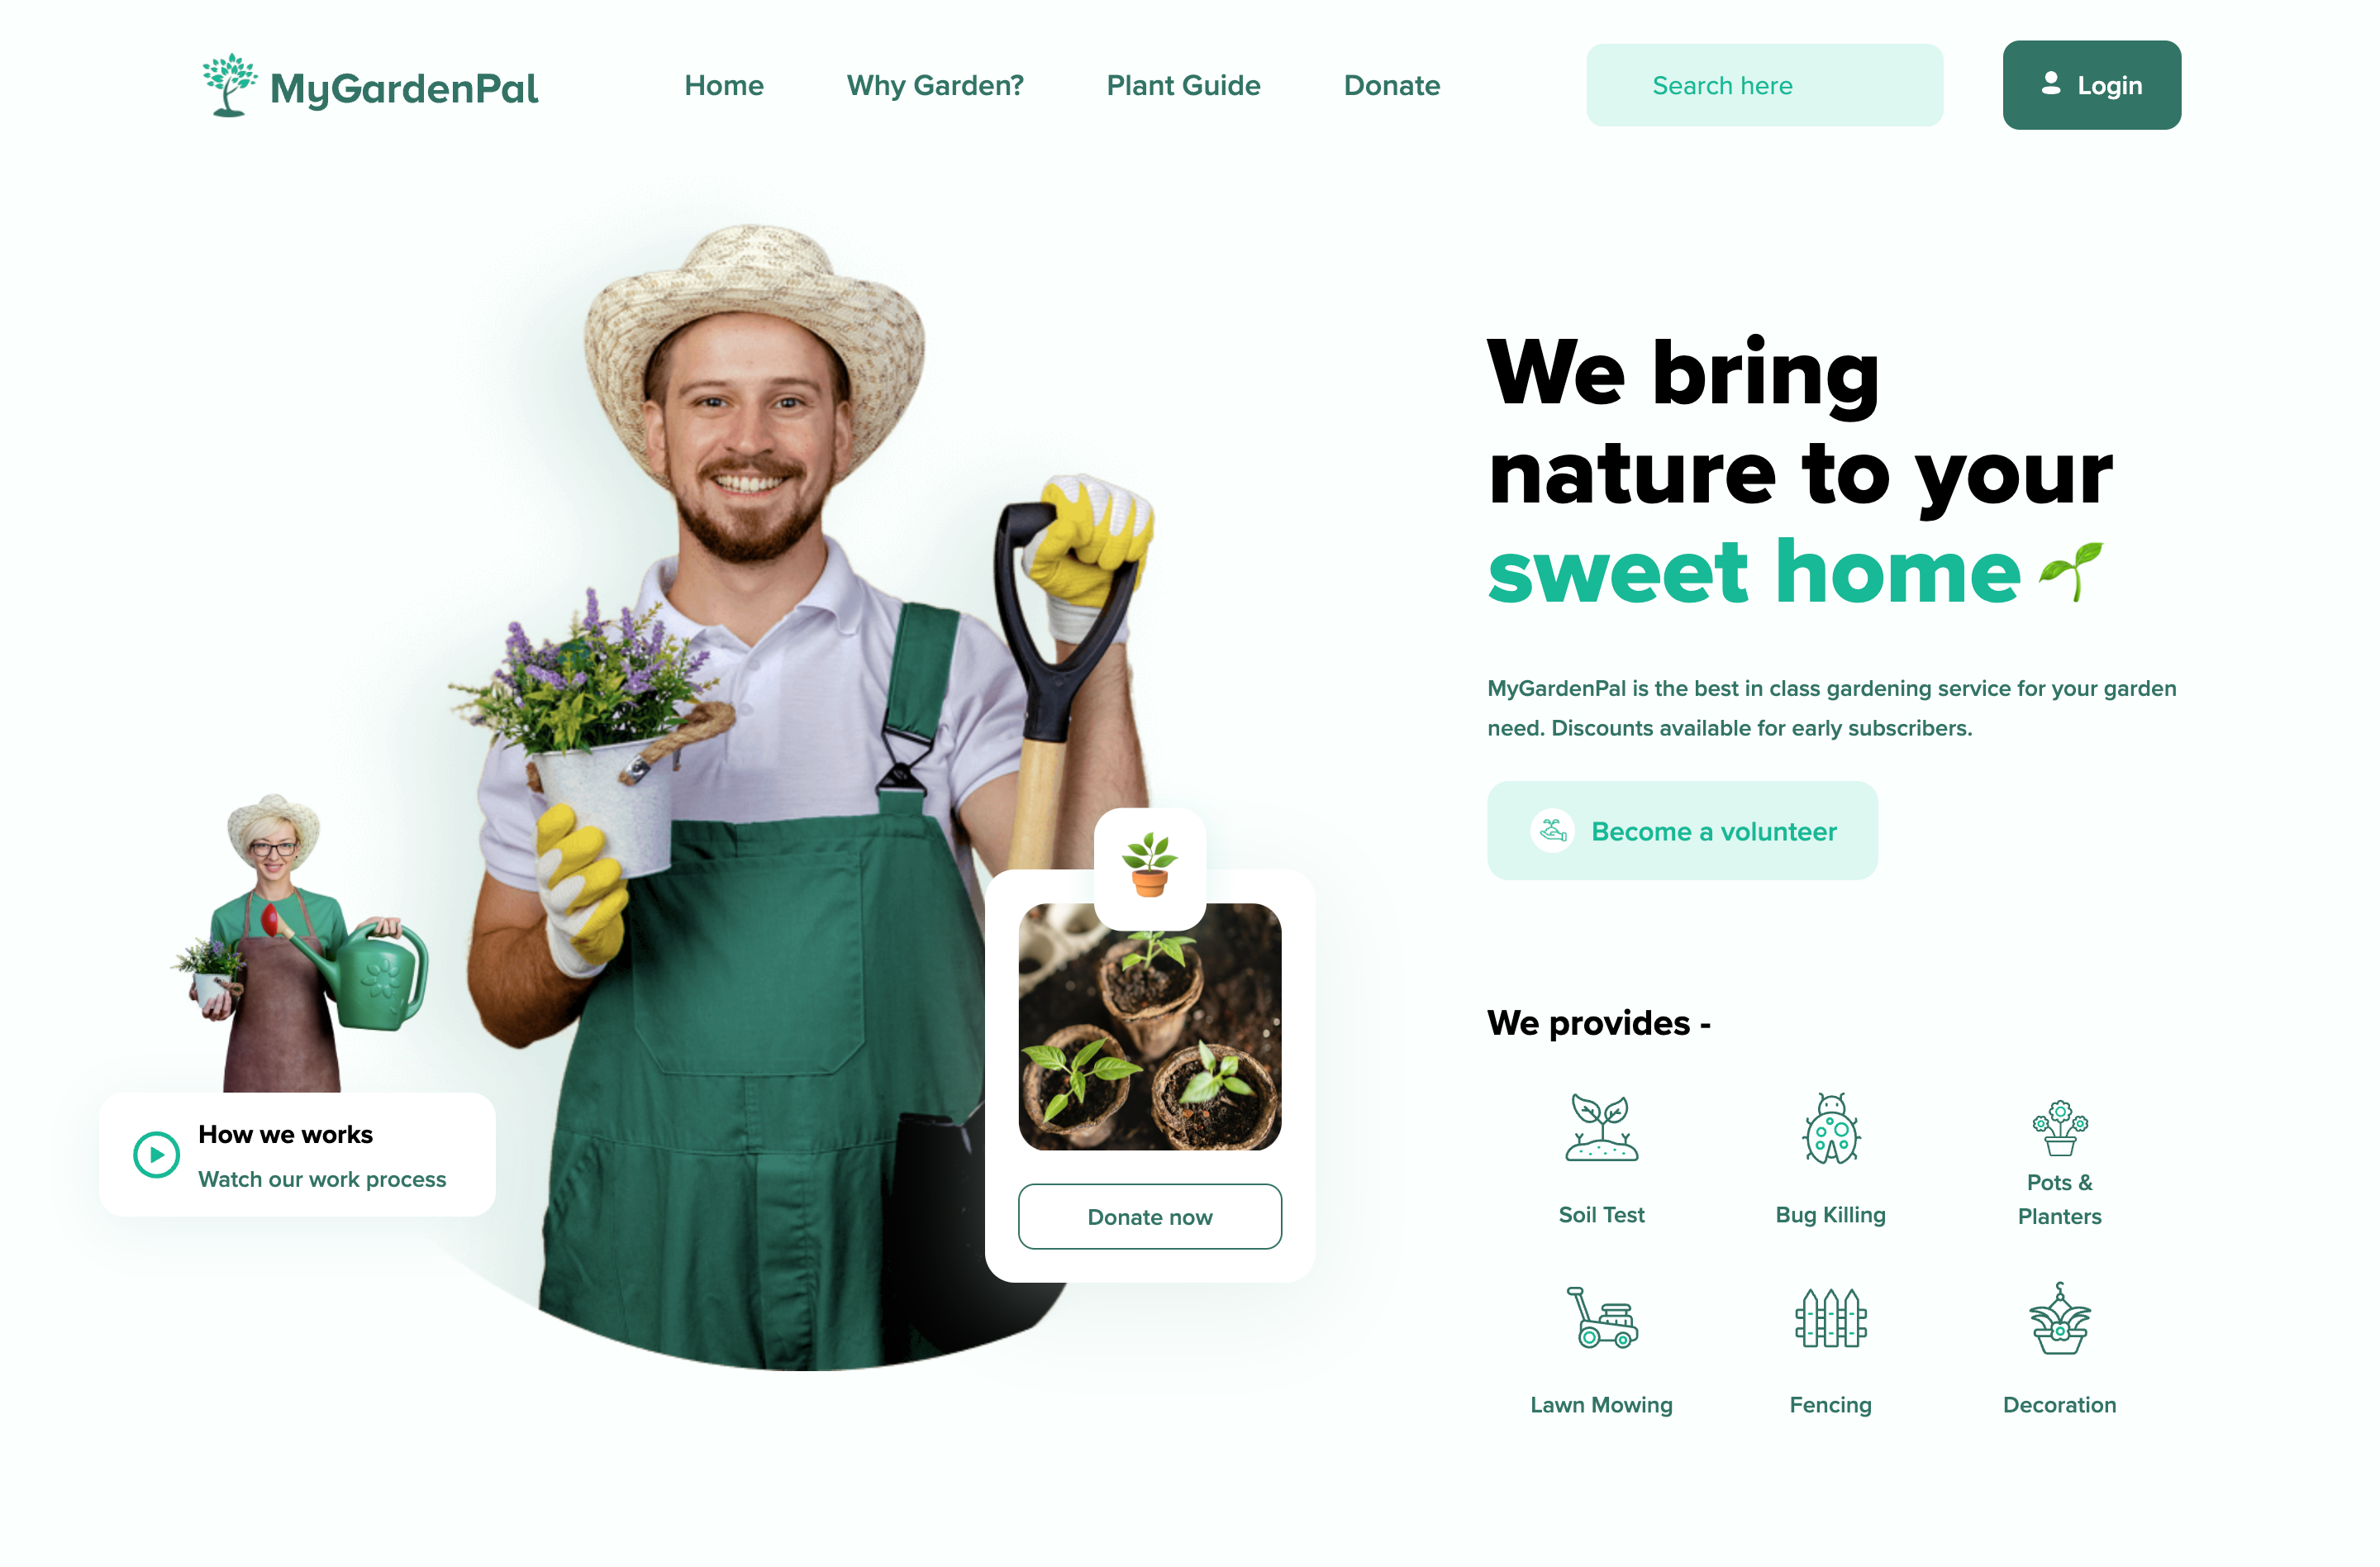 MyGardenPal
Home
Why Garden?
Plant Guide
Donate
Search here
Login
We bring
nature to your
sweet home
MyGardenPal is the best in class gardening service for your garden
need. Discounts available for early subscribers.
Become a volunteer
How we works
Watch our work process
Donate now
We provides -
Soil Test
Bug Killing
Pots &
Planters
Lawn Mowing
Fencing
Decoration